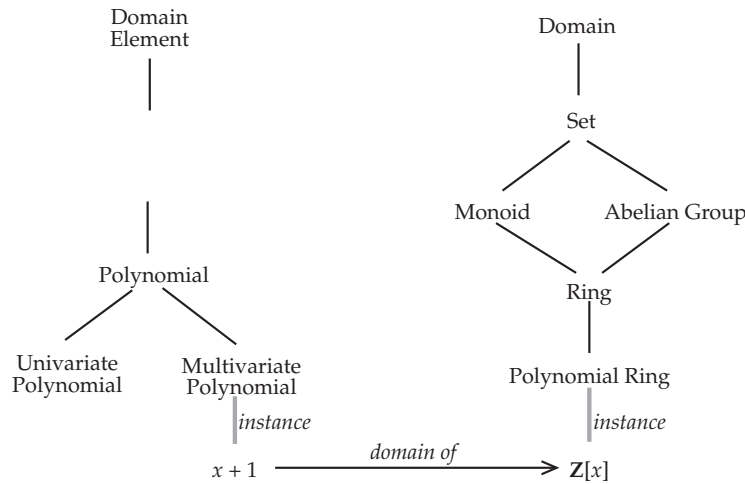 Domain
Element
Domain
Set
Monoid
Abelian Group
Polynomial
Ring
Univariate
Polynomial
Multivariate
Polynomial
Polynomial Ring
instance
instance
domain of
x + 1
Z[x]